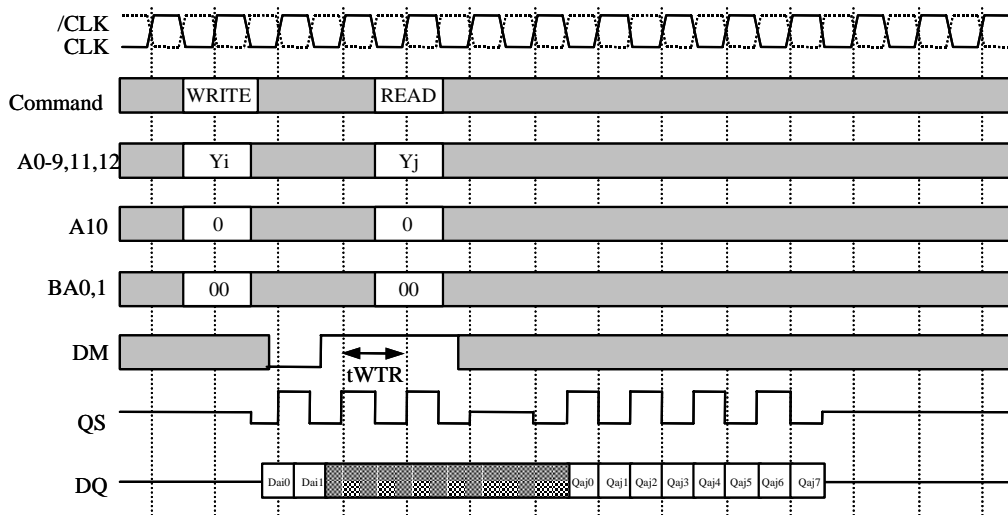 /CLK
CLK
Command WRITE READ
A0-9,11,12 Yi Yj
A10 0 0
BA0,1 00 00
DM
tWTR
QS
DQ Dai0 Dai1 Qaj0 Qaj1 Qaj2 Qaj3 Qaj4 Qaj5 Qaj6 Qaj7